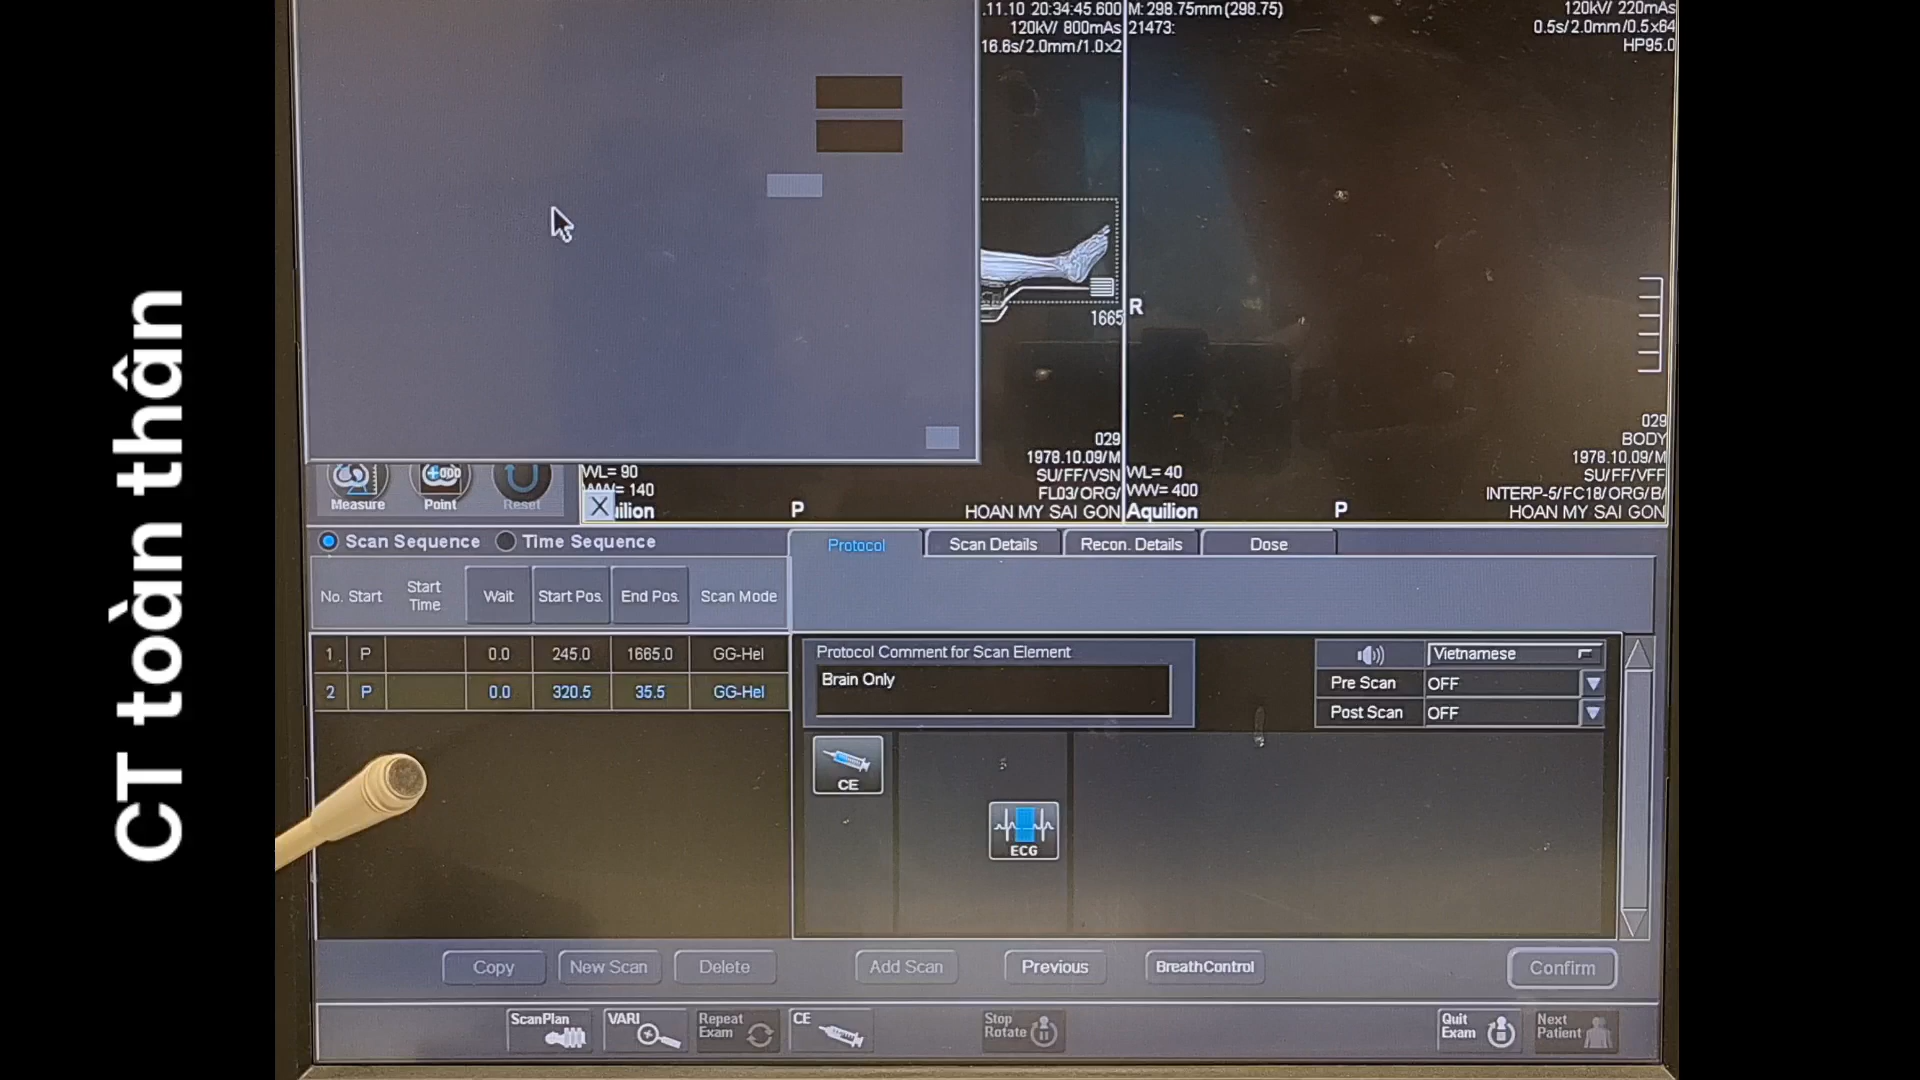 CT toàn thân
.11.10 20:34:45.600
120kV/ 800mAs
16.6s/2.0mm/1.0x2
M: 298.75mm(298.75)
21473:
120kV/ 220mAs
0.5s/2.0mm/0.5x64
HP95.0
1665
R
029
1978.10.09/M
SU/FF/VSN
FL03/ORG/
HOAN MY SAI GON
WL= 90
WW= 140
uilion
P
029
BODY
1978.10.09/M
SU/FF/VFF
INTERP-5/FC18/ORG/B/
HOAN MY SAI GON
WL= 40
WW= 400
Aquilion
P
Measure
Point
Reset
Scan Sequence
Time Sequence
Protocol
Scan Details
Recon. Details
Dose
No. Start Start Time Wait Start Pos. End Pos. Scan Mode
1 P 0.0 245.0 1665.0 GG-Hel
2 P 0.0 320.5 35.5 GG-Hel
Protocol Comment for Scan Element
Brain Only
Vietnamese
Pre Scan OFF
Post Scan OFF
CE
ECG
Copy
New Scan
Delete
Add Scan
Previous
BreathControl
Confirm
ScanPlan
VARI
Repeat Exam
CE
Stop Rotate
Quit Exam
Next Patient